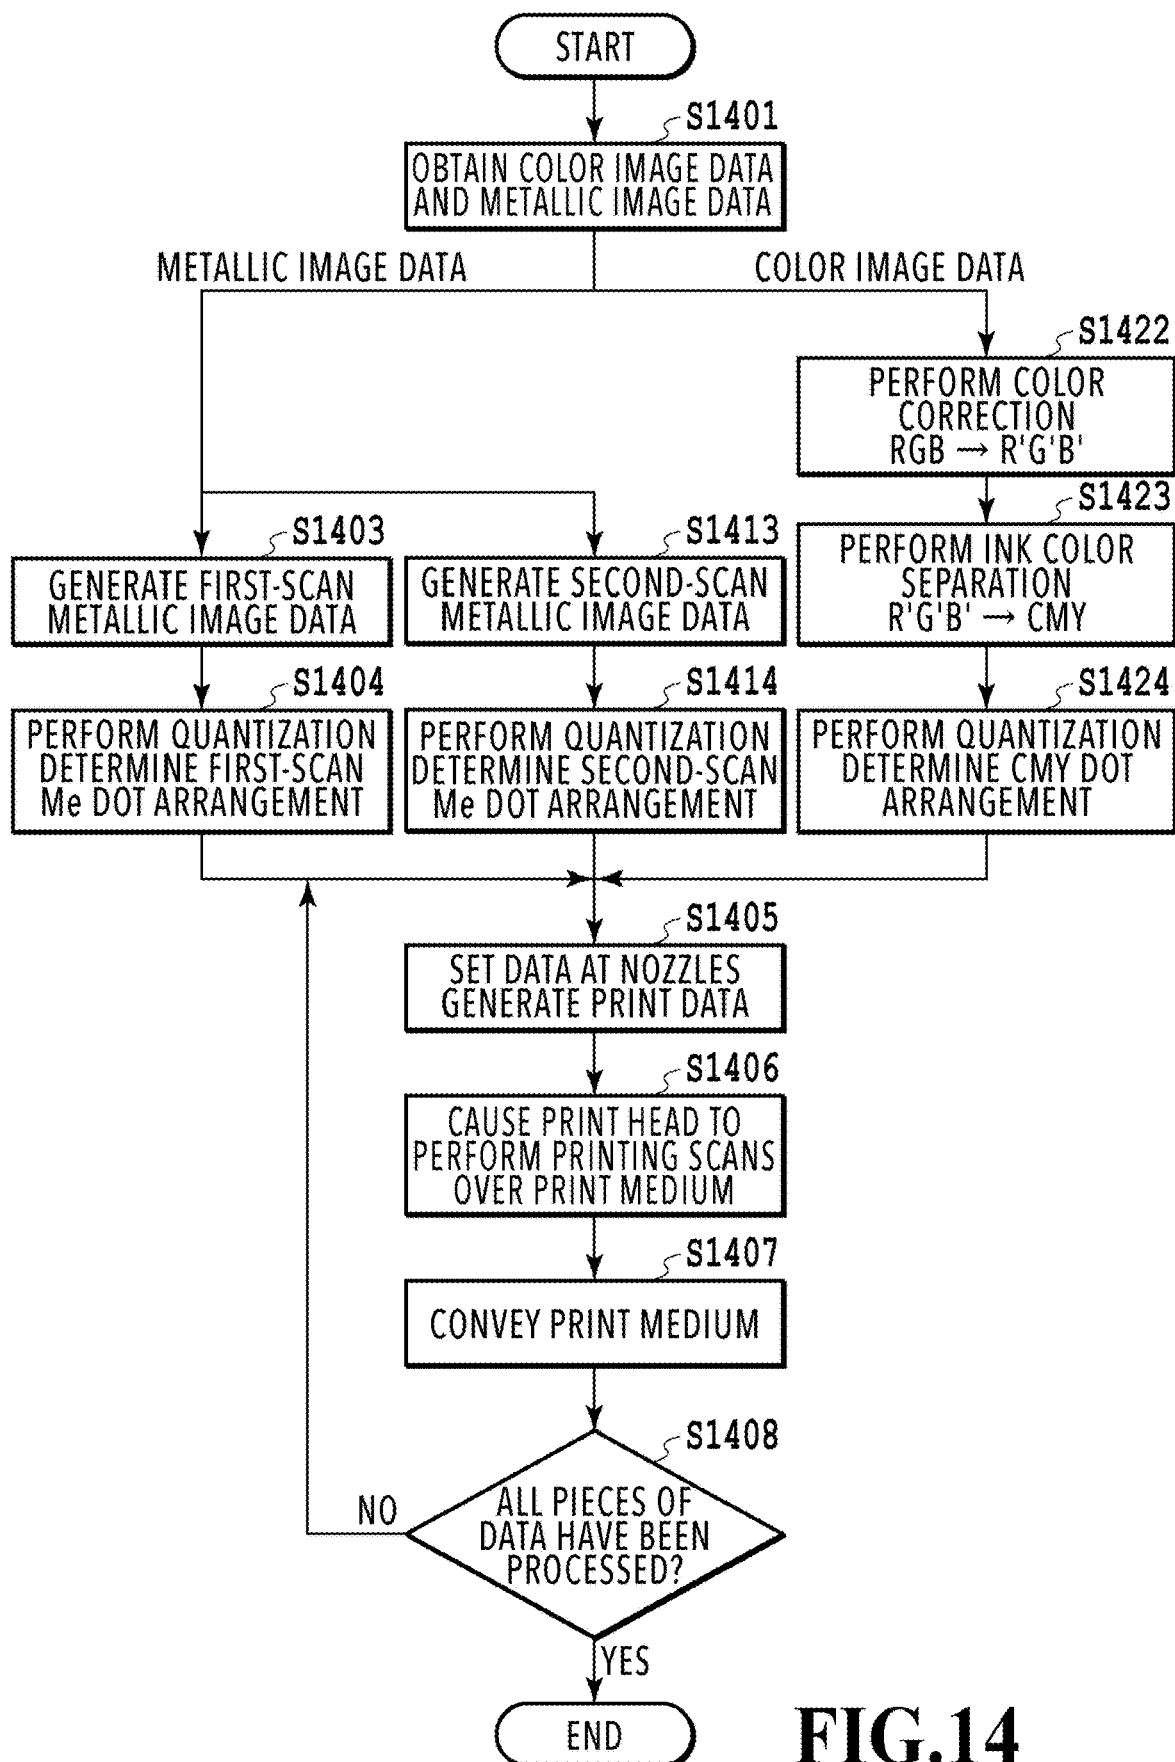 START
S1401
OBTAIN COLOR IMAGE DATA
AND METALLIC IMAGE DATA
METALLIC IMAGE DATA
COLOR IMAGE DATA
S1422
PERFORM COLOR
CORRECTION
RGB → R'G'B'
S1423
PERFORM INK COLOR
SEPARATION
R'G'B' → CMY
S1403
GENERATE FIRST-SCAN
METALLIC IMAGE DATA
S1413
GENERATE SECOND-SCAN
METALLIC IMAGE DATA
S1404
PERFORM QUANTIZATION
DETERMINE FIRST-SCAN
Me DOT ARRANGEMENT
S1414
PERFORM QUANTIZATION
DETERMINE SECOND-SCAN
Me DOT ARRANGEMENT
S1424
PERFORM QUANTIZATION
DETERMINE CMY DOT
ARRANGEMENT
S1405
SET DATA AT NOZZLES
GENERATE PRINT DATA
S1406
CAUSE PRINT HEAD TO
PERFORM PRINTING SCANS
OVER PRINT MEDIUM
S1407
CONVEY PRINT MEDIUM
S1408
ALL PIECES OF
DATA HAVE BEEN
PROCESSED?
NO
YES
END
FIG.14